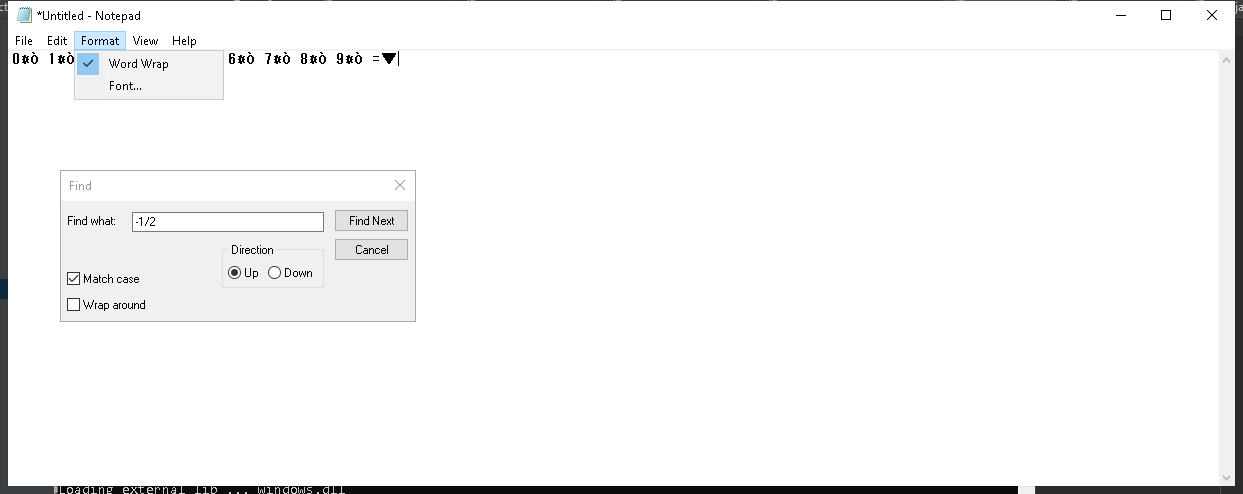 *Untitled - Notepad
File Edit Format View Help
0¤ò 1¤ò 6¤ò 7¤ò 8¤ò 9¤ò =▼
Word Wrap
Font...
Find
Find what: -1/2 Find Next
Direction Cancel
Up Down
Match case
Wrap around
Loading external lib ... windows.dll